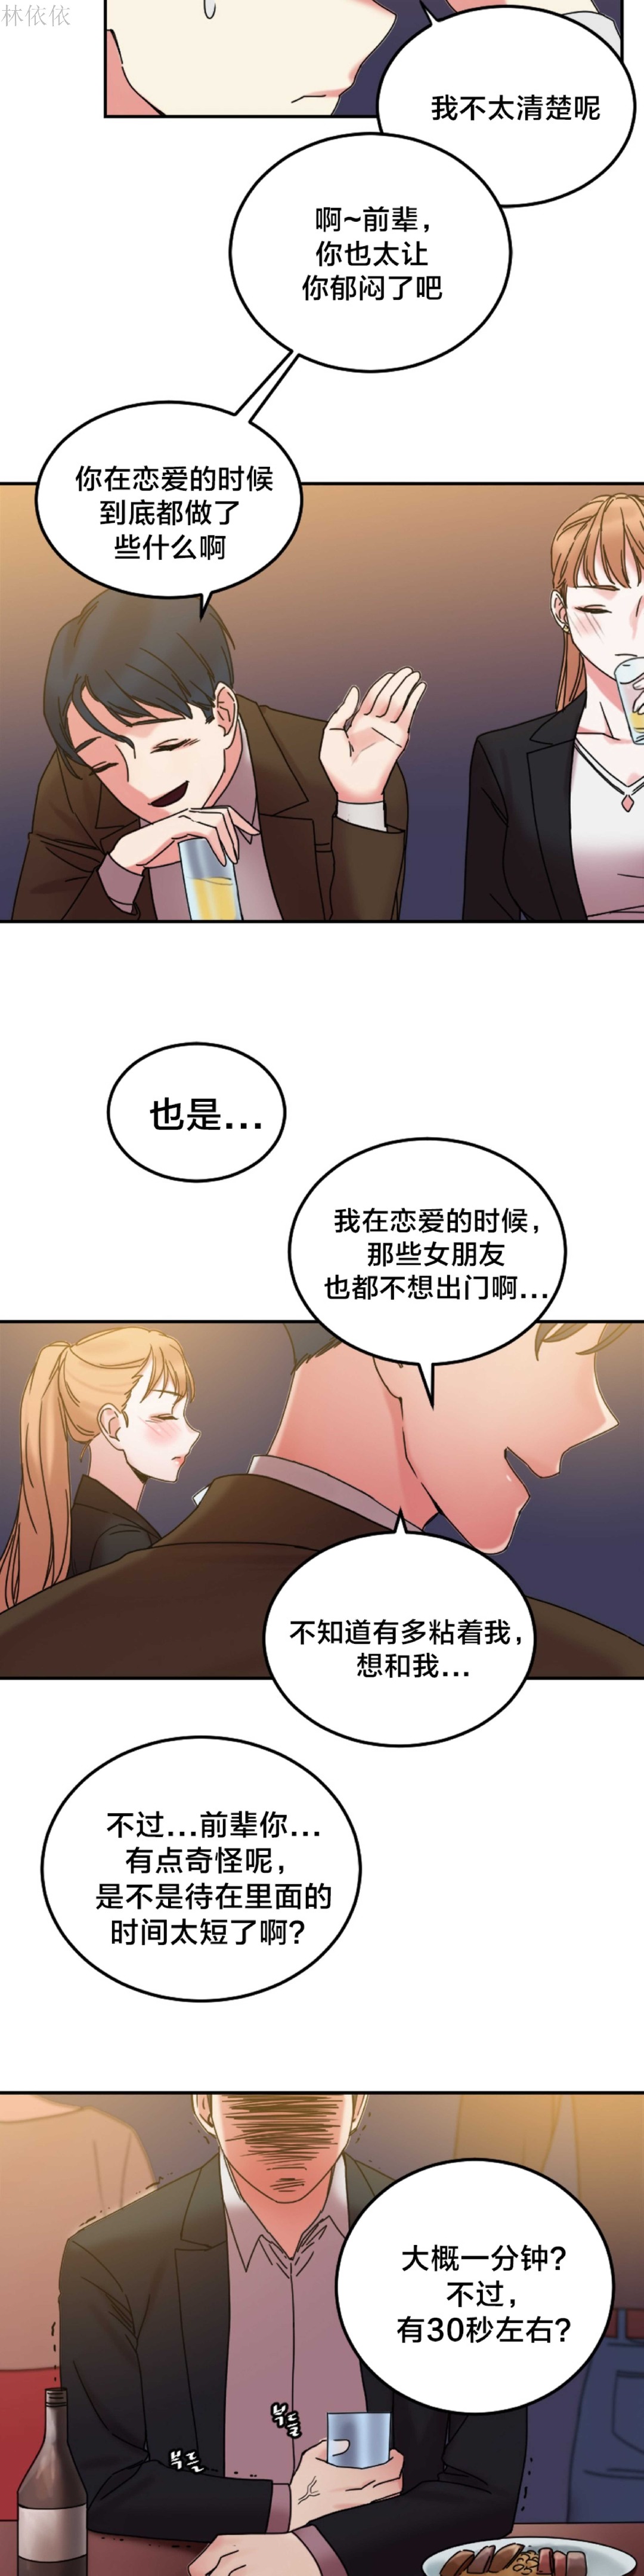 林依依
我不太清楚呢
啊~前辈，
你也太让
你郁闷了吧
你在恋爱的时候
到底都做了
些什么啊
也是...
我在恋爱的时候，
那些女朋友
也都不想出门啊...
不知道有多粘着我，
想和我...
不过...前辈你...
有点奇怪呢，
是不是待在里面的
时间太短了啊?
大概一分钟?
不过，
有30秒左右?
부들
부들